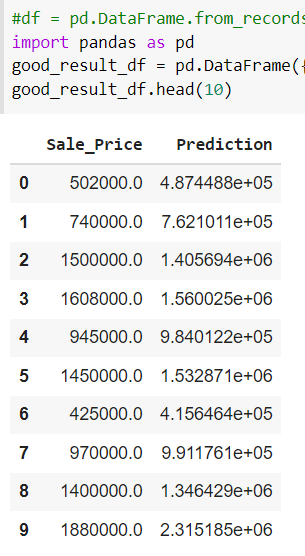 #df = pd.DataFrame.from_records
import pandas as pd
good_result_df = pd.DataFrame({
good_result_df.head(10)
Sale_Price Prediction
0 502000.0 4.874488e+05
1 740000.0 7.621011e+05
2 1500000.0 1.405694e+06
3 1608000.0 1.560025e+06
4 945000.0 9.840122e+05
5 1450000.0 1.532871e+06
6 425000.0 4.156464e+05
7 970000.0 9.911761e+05
8 1400000.0 1.346429e+06
9 1880000.0 2.315185e+06